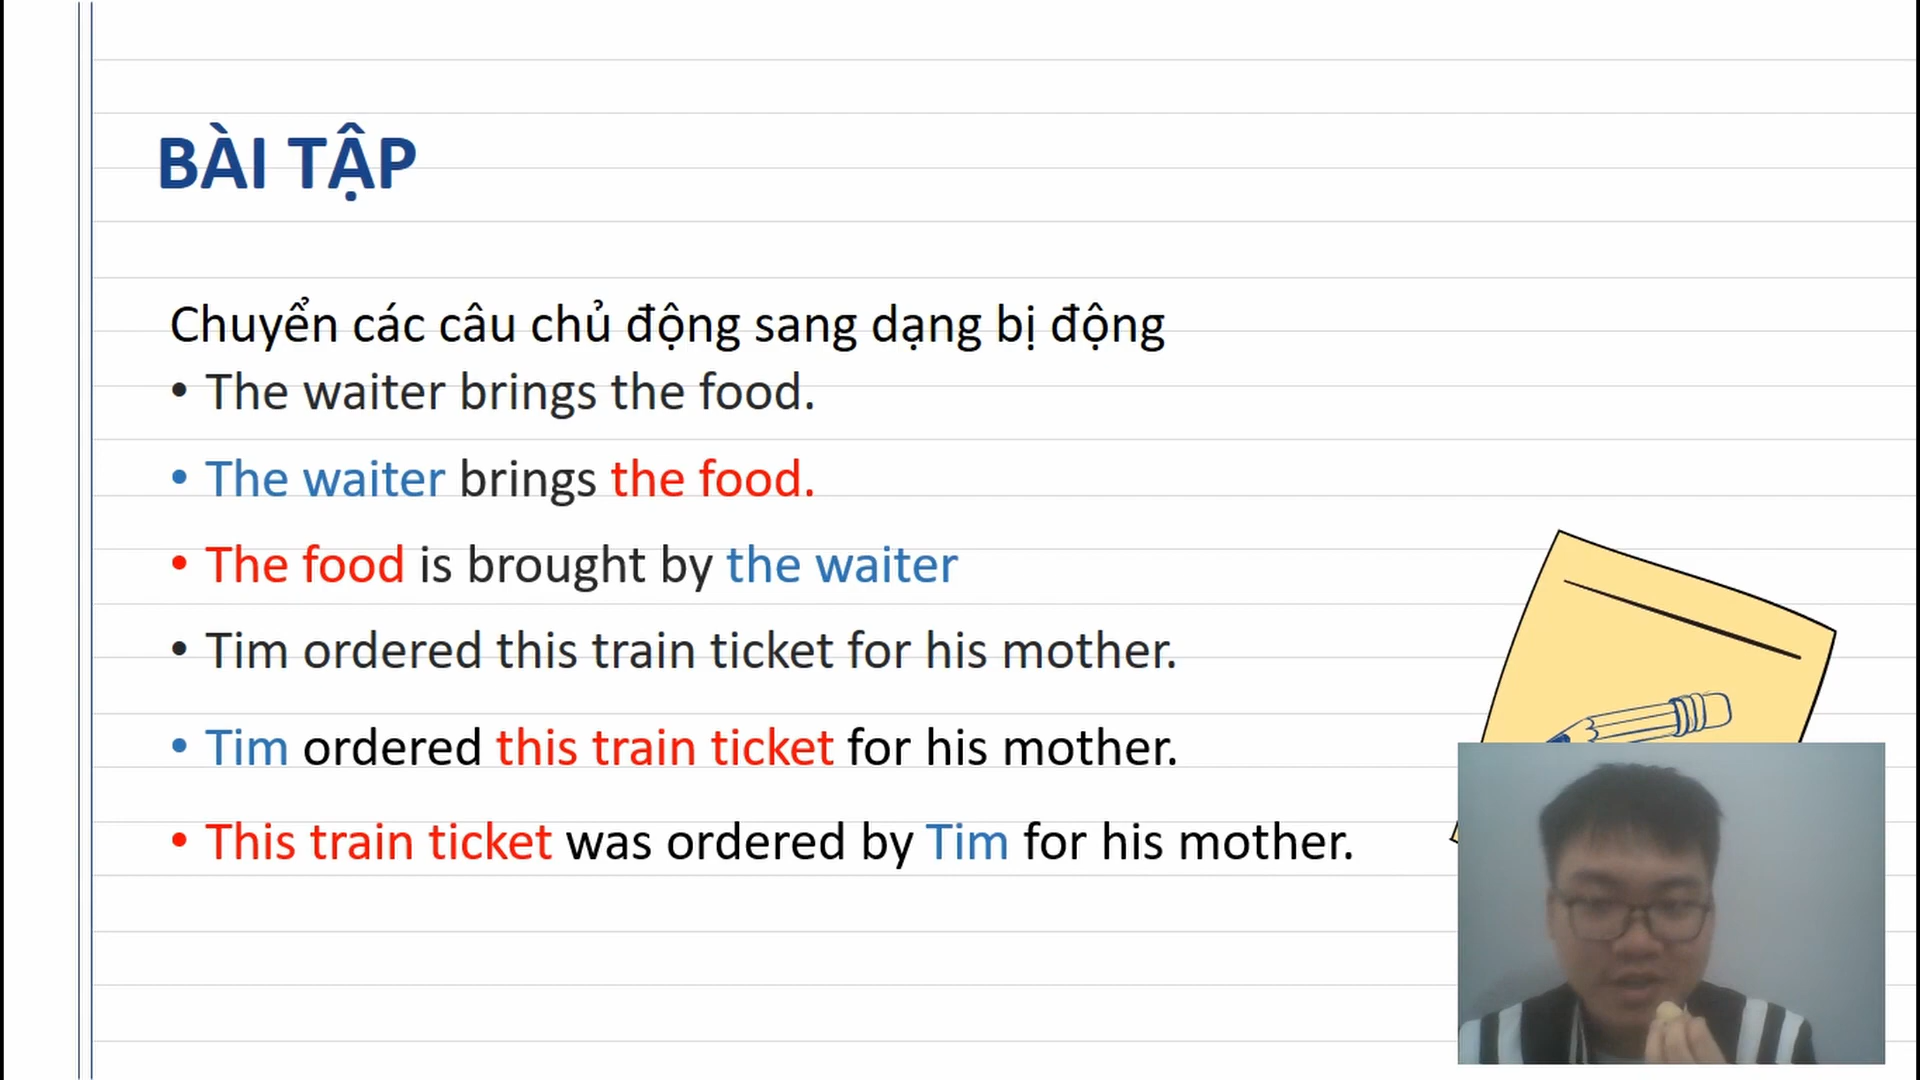 BÀI TẬP
Chuyển các câu chủ động sang dạng bị động
• The waiter brings the food.
• The waiter brings the food.
• The food is brought by the waiter
• Tim ordered this train ticket for his mother.
• Tim ordered this train ticket for his mother.
• This train ticket was ordered by Tim for his mother.